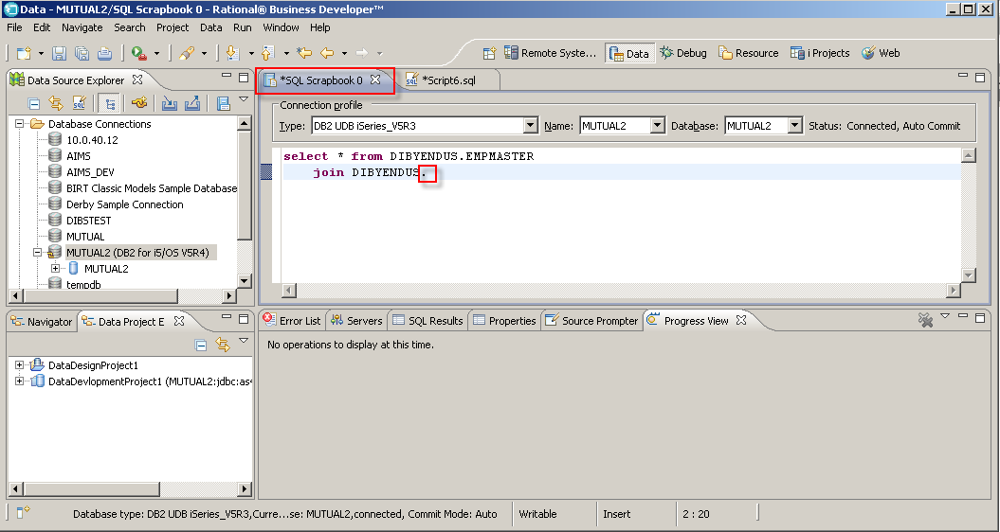 Data - MUTUAL2/SQL Scrapbook 0 - Rational® Business Developer™
File Edit Navigate Search Project Data Run Window Help
Remote Syste... Data Debug Resource i Projects Web
Data Source Explorer
Database Connections
10.0.40.12
AIMS
AIMS_DEV
BIRT Classic Models Sample Database
Derby Sample Connection
DIBSTEST
MUTUAL
MUTUAL2 (DB2 for i5/OS V5R4)
MUTUAL2
tempdb
*SQL Scrapbook 0 *Script6.sql
Connection profile
Type: DB2 UDB iSeries_V5R3 Name: MUTUAL2 Database: MUTUAL2 Status: Connected, Auto Commit
select * from DIBYENDUS.EMPMASTER
join DIBYENDUS.
Navigator Data Project E
DataDesignProject1
DataDevlopmentProject1 (MUTUAL2:jdbc:as4
Error List Servers SQL Results Properties Source Prompter Progress View
No operations to display at this time.
Database type: DB2 UDB iSeries_V5R3,Curre...se: MUTUAL2,connected, Commit Mode: Auto Writable Insert 2 : 20